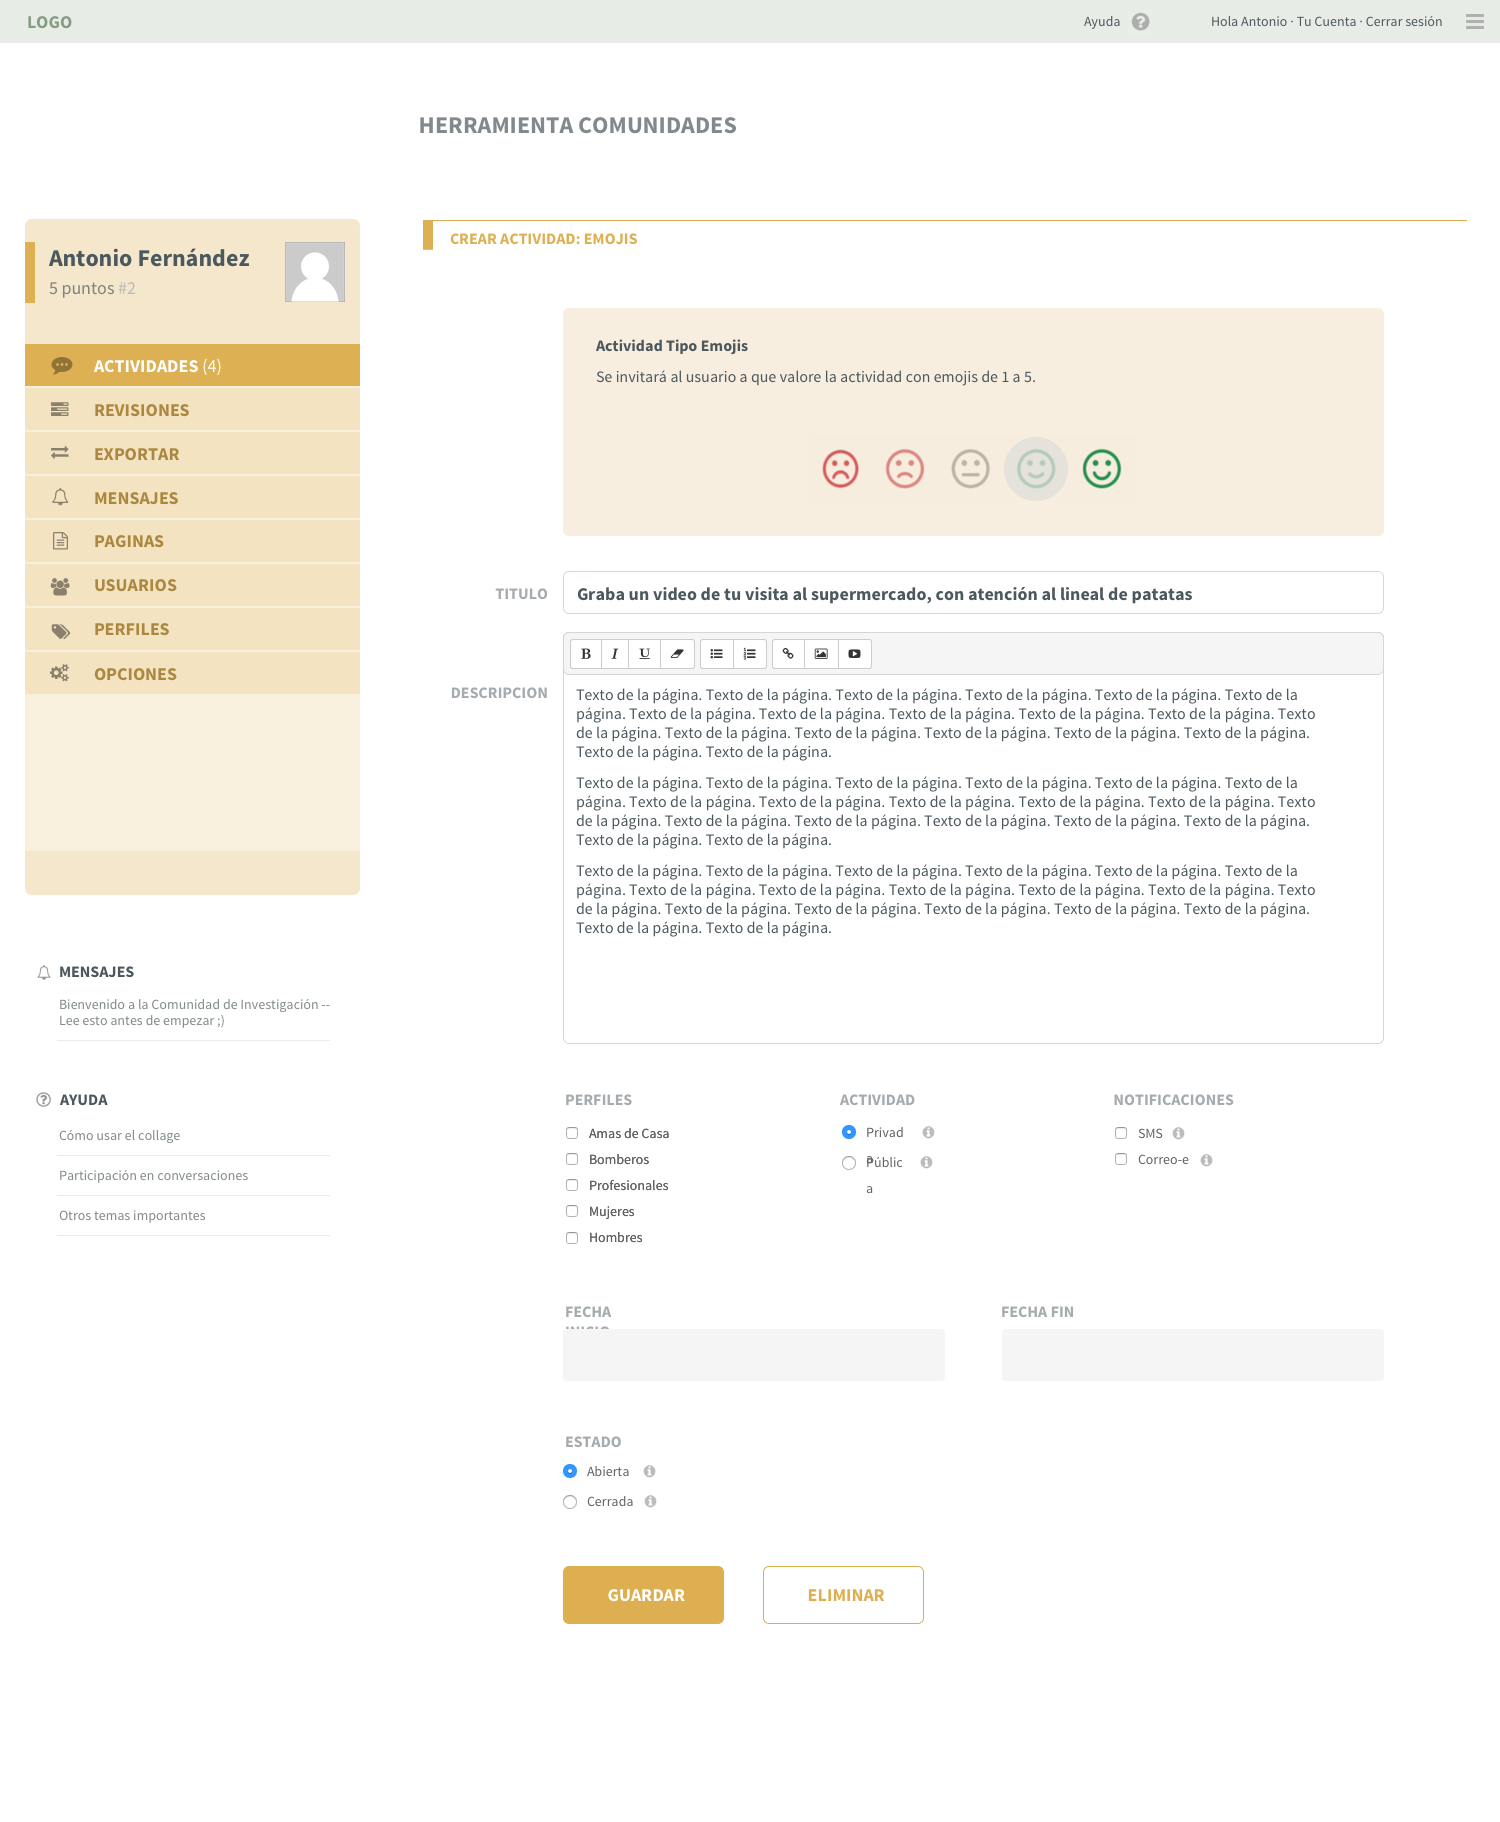 LOGO
Ayuda
Hola Antonio · Tu Cuenta · Cerrar sesión
HERRAMIENTA COMUNIDADES
Antonio Fernández
5 puntos #2
ACTIVIDADES (4)
REVISIONES
EXPORTAR
MENSAJES
PAGINAS
USUARIOS
PERFILES
OPCIONES
MENSAJES
Bienvenido a la Comunidad de Investigación --
Lee esto antes de empezar ;)
AYUDA
Cómo usar el collage
Participación en conversaciones
Otros temas importantes
CREAR ACTIVIDAD: EMOJIS
Actividad Tipo Emojis
Se invitará al usuario a que valore la actividad con emojis de 1 a 5.
TITULO
Graba un video de tu visita al supermercado, con atención al lineal de patatas
B I U
DESCRIPCION
Texto de la página. Texto de la página. Texto de la página. Texto de la página. Texto de la página. Texto de la
página. Texto de la página. Texto de la página. Texto de la página. Texto de la página. Texto de la página. Texto
de la página. Texto de la página. Texto de la página. Texto de la página. Texto de la página. Texto de la página.
Texto de la página. Texto de la página.
Texto de la página. Texto de la página. Texto de la página. Texto de la página. Texto de la página. Texto de la
página. Texto de la página. Texto de la página. Texto de la página. Texto de la página. Texto de la página. Texto
de la página. Texto de la página. Texto de la página. Texto de la página. Texto de la página. Texto de la página.
Texto de la página. Texto de la página.
Texto de la página. Texto de la página. Texto de la página. Texto de la página. Texto de la página. Texto de la
página. Texto de la página. Texto de la página. Texto de la página. Texto de la página. Texto de la página. Texto
de la página. Texto de la página. Texto de la página. Texto de la página. Texto de la página. Texto de la página.
Texto de la página. Texto de la página.
PERFILES
Amas de Casa
Bomberos
Profesionales
Mujeres
Hombres
ACTIVIDAD
Privad
a
Públic
a
NOTIFICACIONES
SMS
Correo-e
FECHA
INICIO
FECHA FIN
ESTADO
Abierta
Cerrada
GUARDAR
ELIMINAR